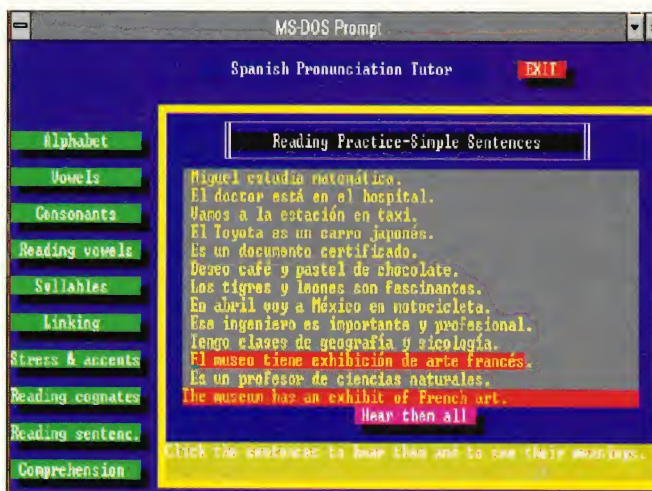 MS-DOS Prompt
Spanish Pronunciation Tutor
EXIT
Alphabet
Vowels
Consonants
Reading vowels
Syllables
Linking
Stress & accents
Reading cognates
Reading sentenc.
Comprehension
Reading Practice-Simple Sentences
Miguel estudia matemática.
El doctor está en el hospital.
Vamos a la estación en taxi.
El Toyota es un carro japonés.
Es un documento certificado.
Deseo café y pastel de chocolate.
Los tigres y leones son fascinantes.
En abril voy a México en motocicleta.
Ese ingeniero es importante y profesional.
Tengo clases de geografía y sicología.
El museo tiene exhibición de arte francés.
Es un profesor de ciencias naturales.
The museum has an exhibit of French art.
Hear them all
Click the sentences to hear them and to see their meanings.